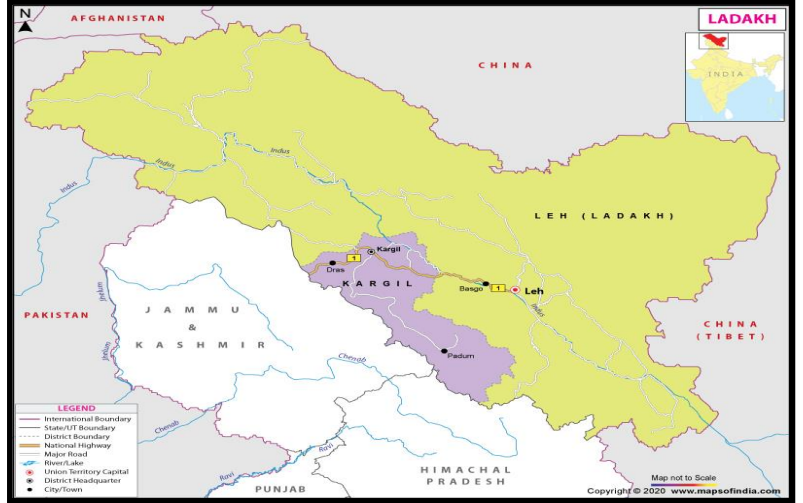 N
AFGHANISTAN
LADAKH
CHINA
INDIA
Indus
Indus
Indus
LEH (LADAKH)
Kargil
1
Dras
KARGIL
Basgo
1
Leh
Indus
Jhelum
PAKISTAN
JAMMU
&
KASHMIR
Jhelum
CHINA
(TIBET)
Padum
Chenab
LEGEND
International Boundary
State/UT Boundary
District Boundary
National Highway
Major Road
River/Lake
Union Territory Capital
District Headquarter
City/Town
Chenab
Ravi
Ravi
HIMACHAL
PRADESH
PUNJAB
Map not to Scale
Copyright © 2020 www.mapsofindia.com